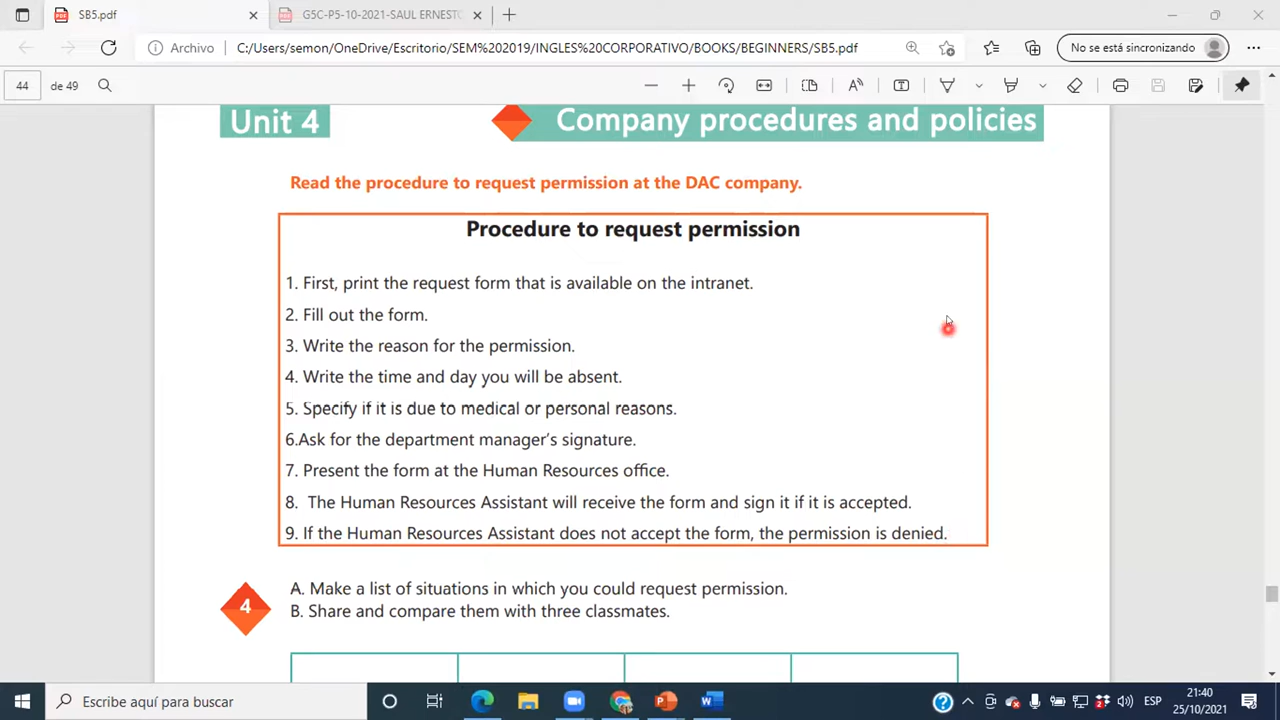 SB5.pdf
G5C-P5-10-2021-SAUL ERNESTO
Archivo
C:/Users/semon/OneDrive/Escritorio/SEM%202019/INGLES%20CORPORATIVO/BOOKS/BEGINNERS/SB5.pdf
No se está sincronizando
44 de 49
Unit 4
Company procedures and policies
Read the procedure to request permission at the DAC company.
Procedure to request permission
1. First, print the request form that is available on the intranet.
2. Fill out the form.
3. Write the reason for the permission.
4. Write the time and day you will be absent.
5. Specify if it is due to medical or personal reasons.
6.Ask for the department manager's signature.
7. Present the form at the Human Resources office.
8. The Human Resources Assistant will receive the form and sign it if it is accepted.
9. If the Human Resources Assistant does not accept the form, the permission is denied.
4
A. Make a list of situations in which you could request permission.
B. Share and compare them with three classmates.
Escribe aquí para buscar
ESP
21:40
25/10/2021